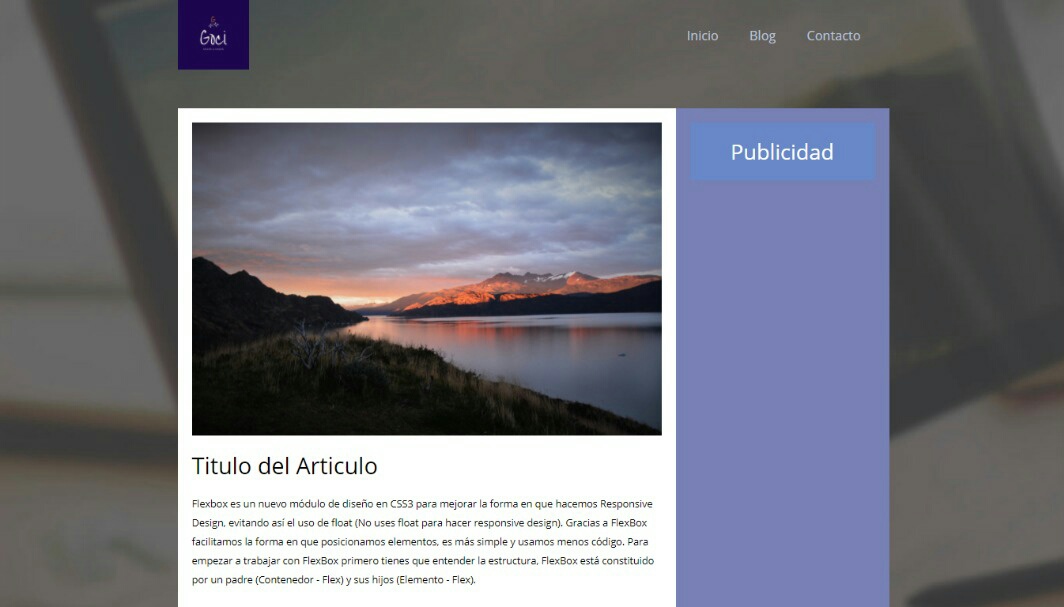 Goci
Inicio Blog Contacto
Publicidad
Titulo del Articulo
Flexbox es un nuevo módulo de diseño en CSS3 para mejorar la forma en que hacemos Responsive
Design, evitando así el uso de float (No uses float para hacer responsive design). Gracias a FlexBox
facilitamos la forma en que posicionamos elementos, es más simple y usamos menos código. Para
empezar a trabajar con FlexBox primero tienes que entender la estructura, FlexBox está constituido
por un padre (Contenedor - Flex) y sus hijos (Elemento - Flex).